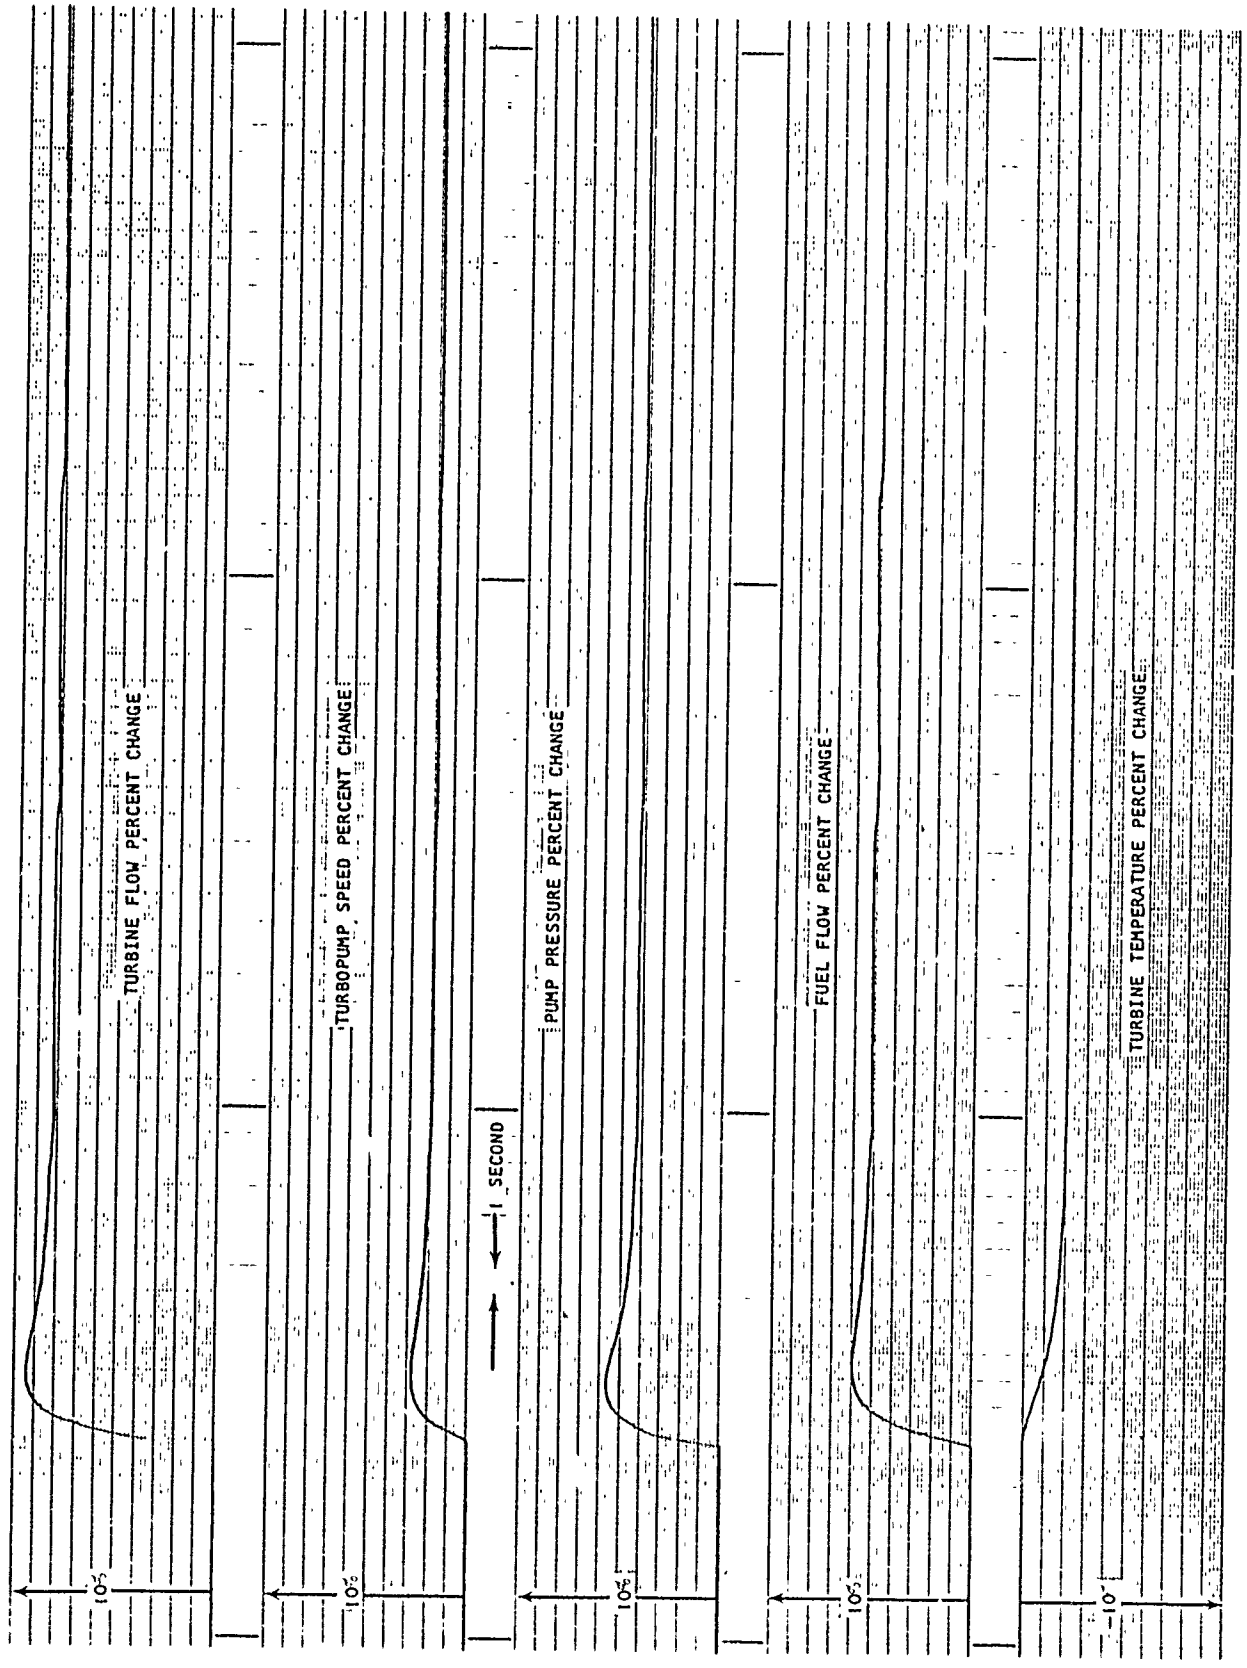 TURBINE FLOW PERCENT CHANGE
10%
TURBOPUMP SPEED PERCENT CHANGE
10%
1 SECOND
PUMP PRESSURE PERCENT CHANGE
10%
FUEL FLOW PERCENT CHANGE
10%
TURBINE TEMPERATURE PERCENT CHANGE